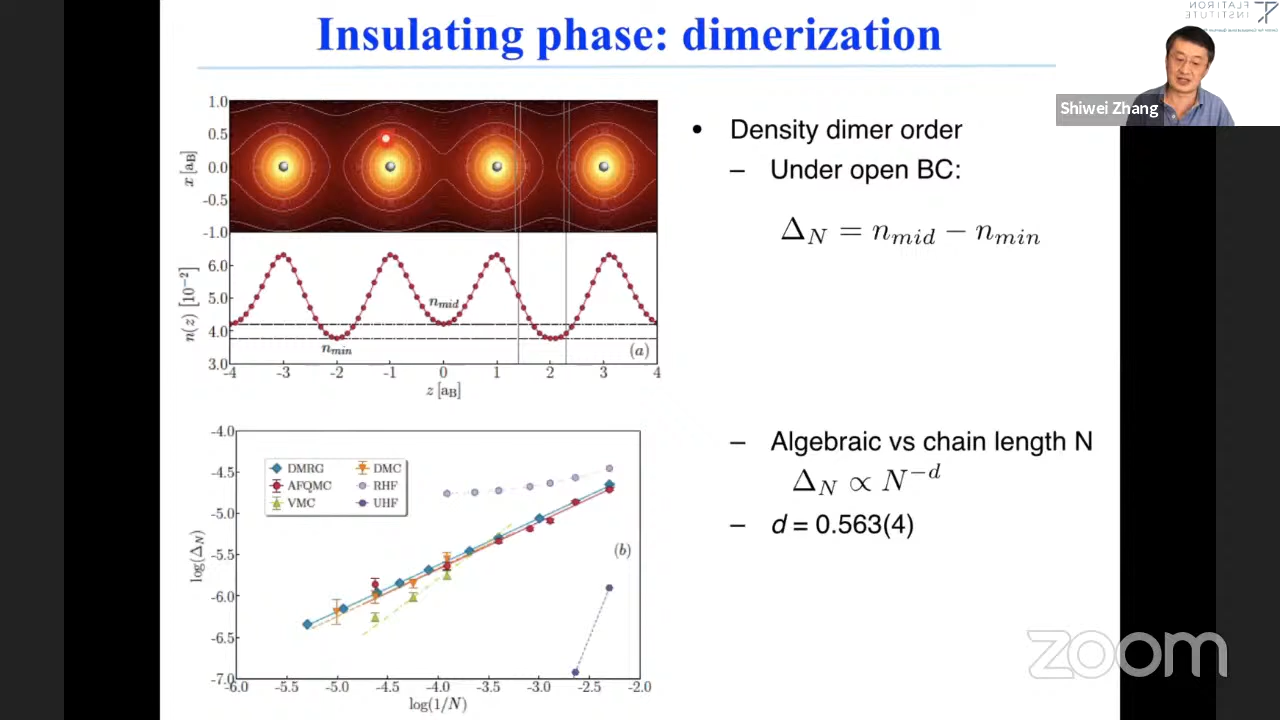 Insulating phase: dimerization
FLATIRON
INSTITUTE
Shiwei Zhang
1.0
0.5
0.0
-0.5
-1.0
x [aB]
6.0
5.0
4.0
3.0
n(z) [10⁻²]
n_mid
n_min
(a)
-4 -3 -2 -1 0 1 2 3 4
z [aB]
• Density dimer order
– Under open BC:
Δ_N = n_mid − n_min
-4.0
-4.5
-5.0
-5.5
-6.0
-6.5
-7.0
log(Δ_N)
DMRG DMC
AFQMC RHF
VMC UHF
(b)
-6.0 -5.5 -5.0 -4.5 -4.0 -3.5 -3.0 -2.5 -2.0
log(1/N)
– Algebraic vs chain length N
Δ_N ∝ N^−d
– d = 0.563(4)
zoom